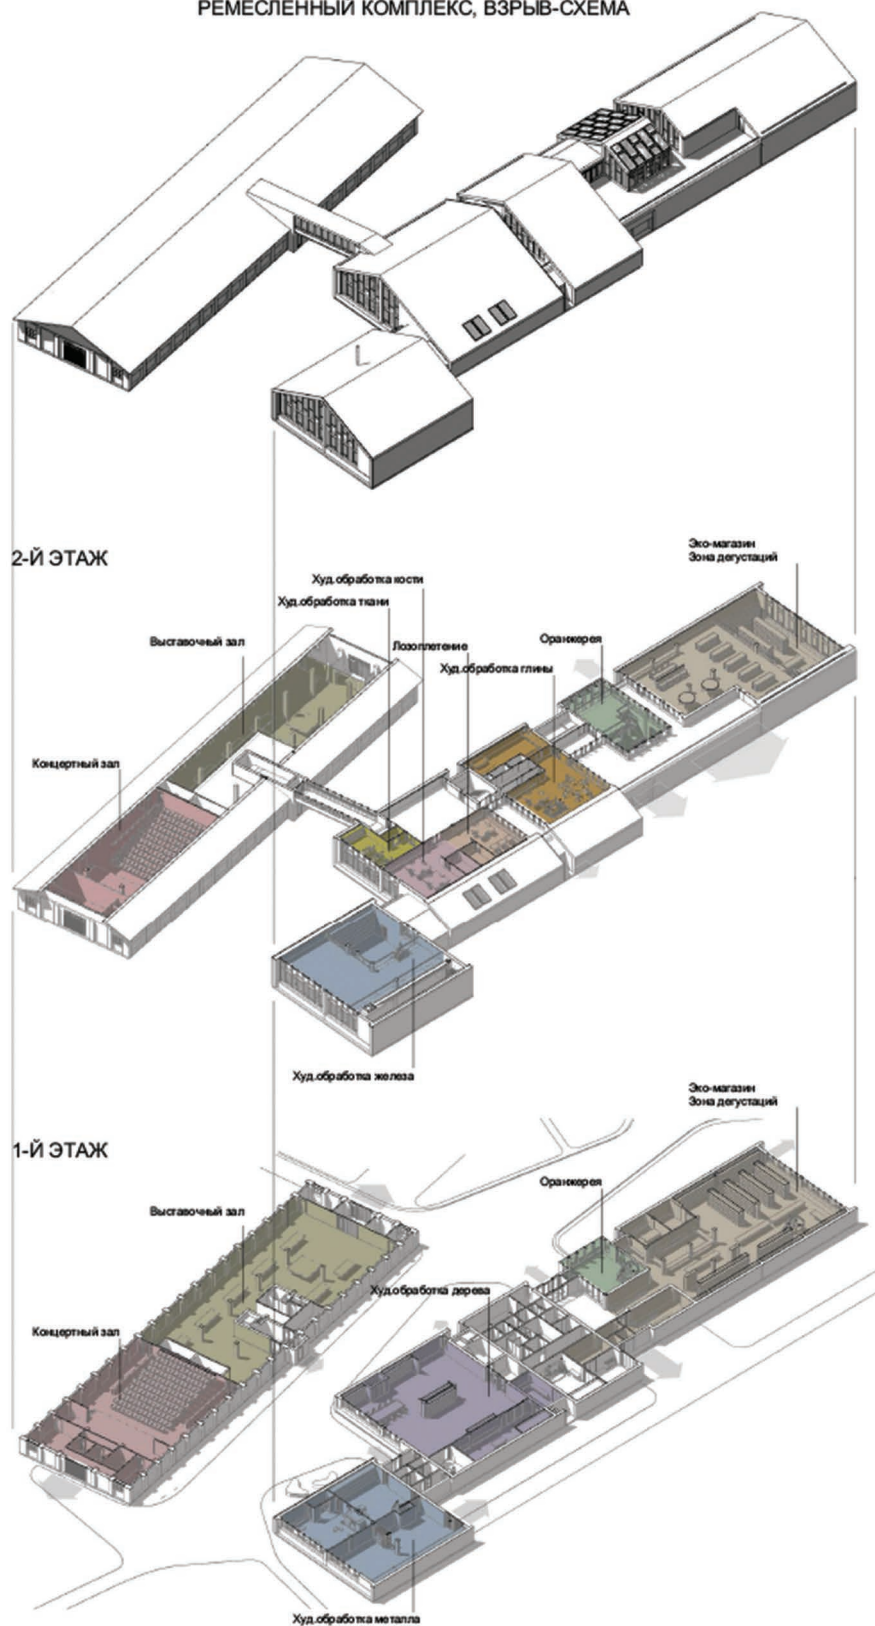 РЕМЕСЛЕННЫЙ КОМПЛЕКС, ВЗРЫВ-СХЕМА
2-Й ЭТАЖ
Эко-магазин
Зона дегустаций
Худ.обработка кости
Худ.обработка ткани
Выставочный зал
Лозоплетение
Оранжерея
Худ.обработка глины
Концертный зал
Худ.обработка железа
1-Й ЭТАЖ
Эко-магазин
Зона дегустаций
Оранжерея
Выставочный зал
Худ.обработка дерева
Концертный зал
Худ.обработка металла